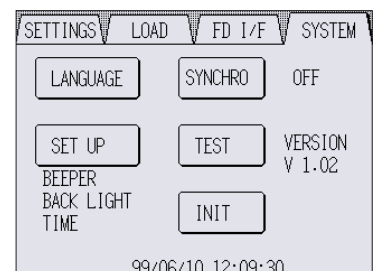 SETTINGS LOAD FD I/F SYSTEM
LANGUAGE SYNCHRO OFF
SET UP TEST VERSION
V 1.02
BEEPER
BACK LIGHT
TIME
INIT
99/06/10 12:09:30